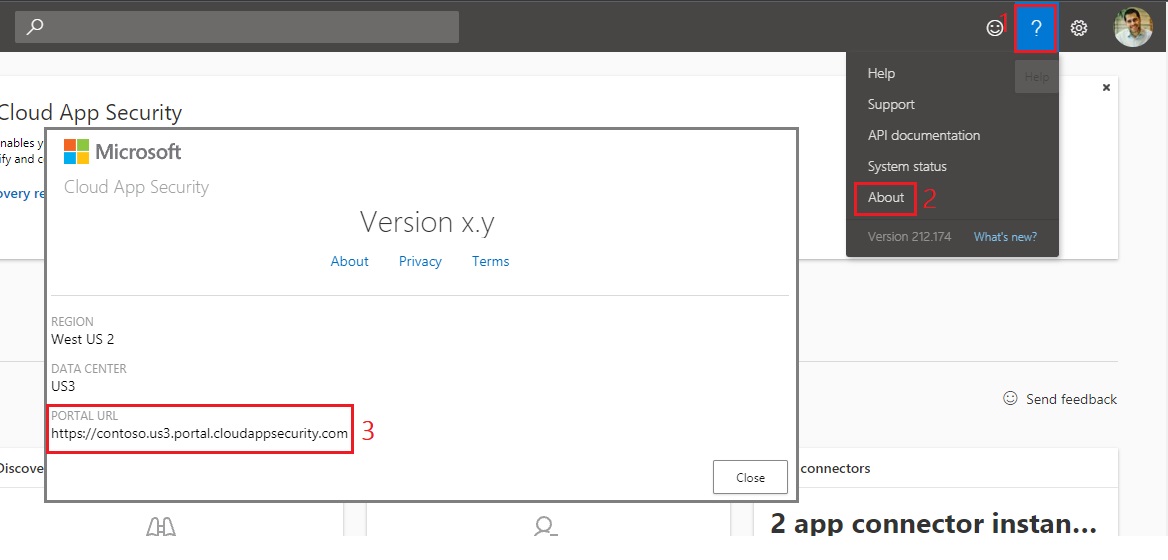 1
?
Help
Help
Support
API documentation
System status
About 2
Version 212.174 What's new?
Cloud App Security
nables y
ify and c
overy re
Microsoft
Cloud App Security
Version x.y
About Privacy Terms
REGION
West US 2
DATA CENTER
US3
PORTAL URL
https://contoso.us3.portal.cloudappsecurity.com 3
Close
Send feedback
Discove
connectors
2 app connector instan...